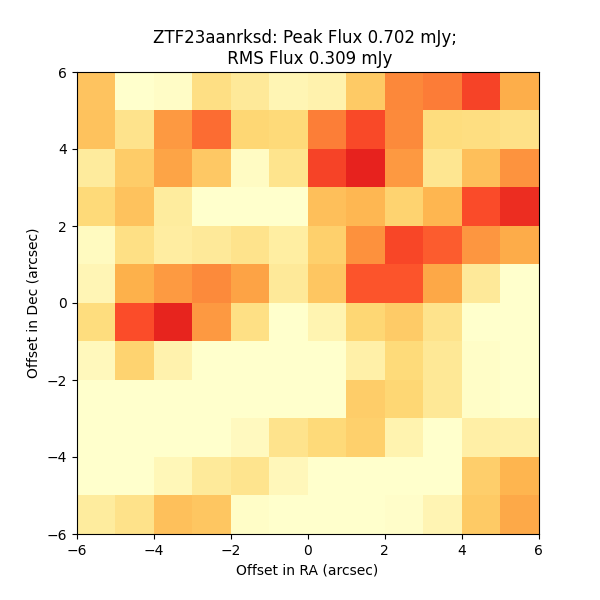 ZTF23aanrksd: Peak Flux 0.702 mJy;
RMS Flux 0.309 mJy
6
4
2
0
−2
−4
−6
Offset in Dec (arcsec)
−6 −4 −2 0 2 4 6
Offset in RA (arcsec)